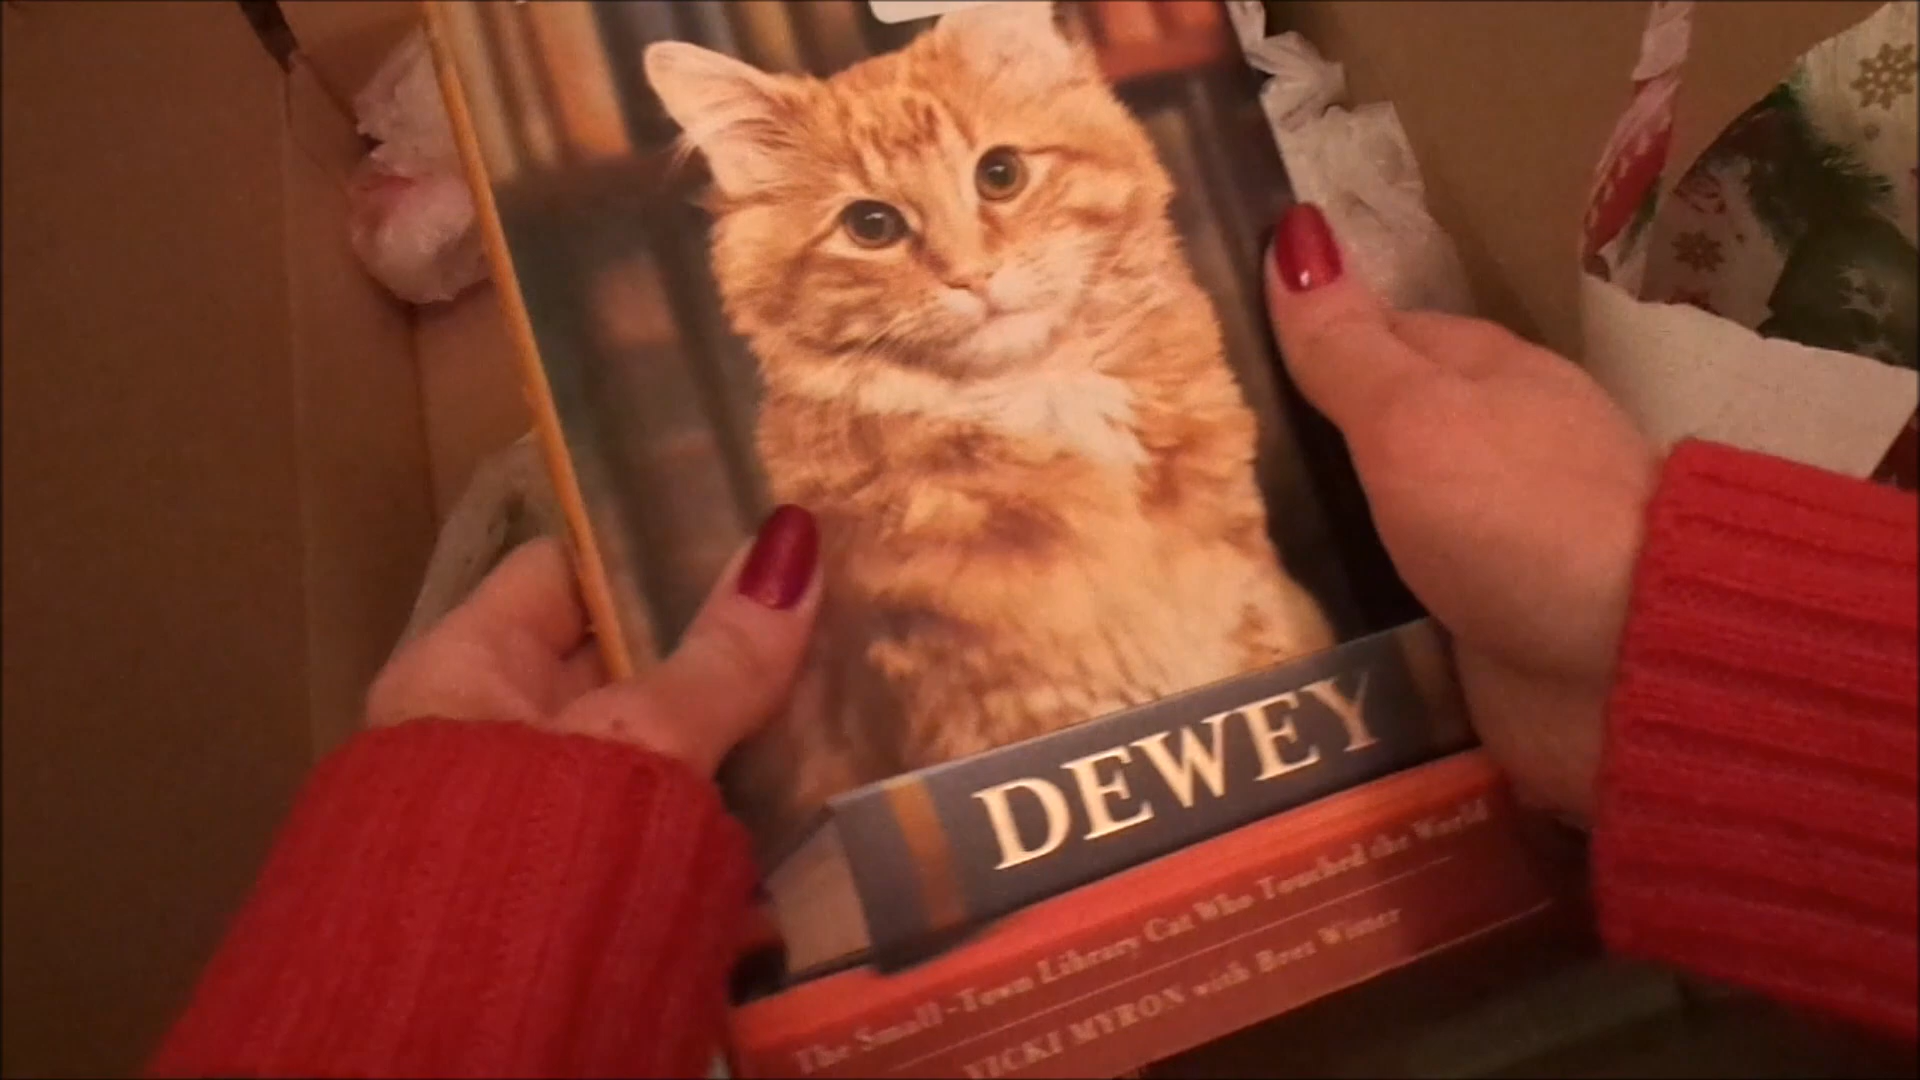 DEWEY
The Small-Town Library Cat Who Touched the World
VICKI MYRON with Bret Witter